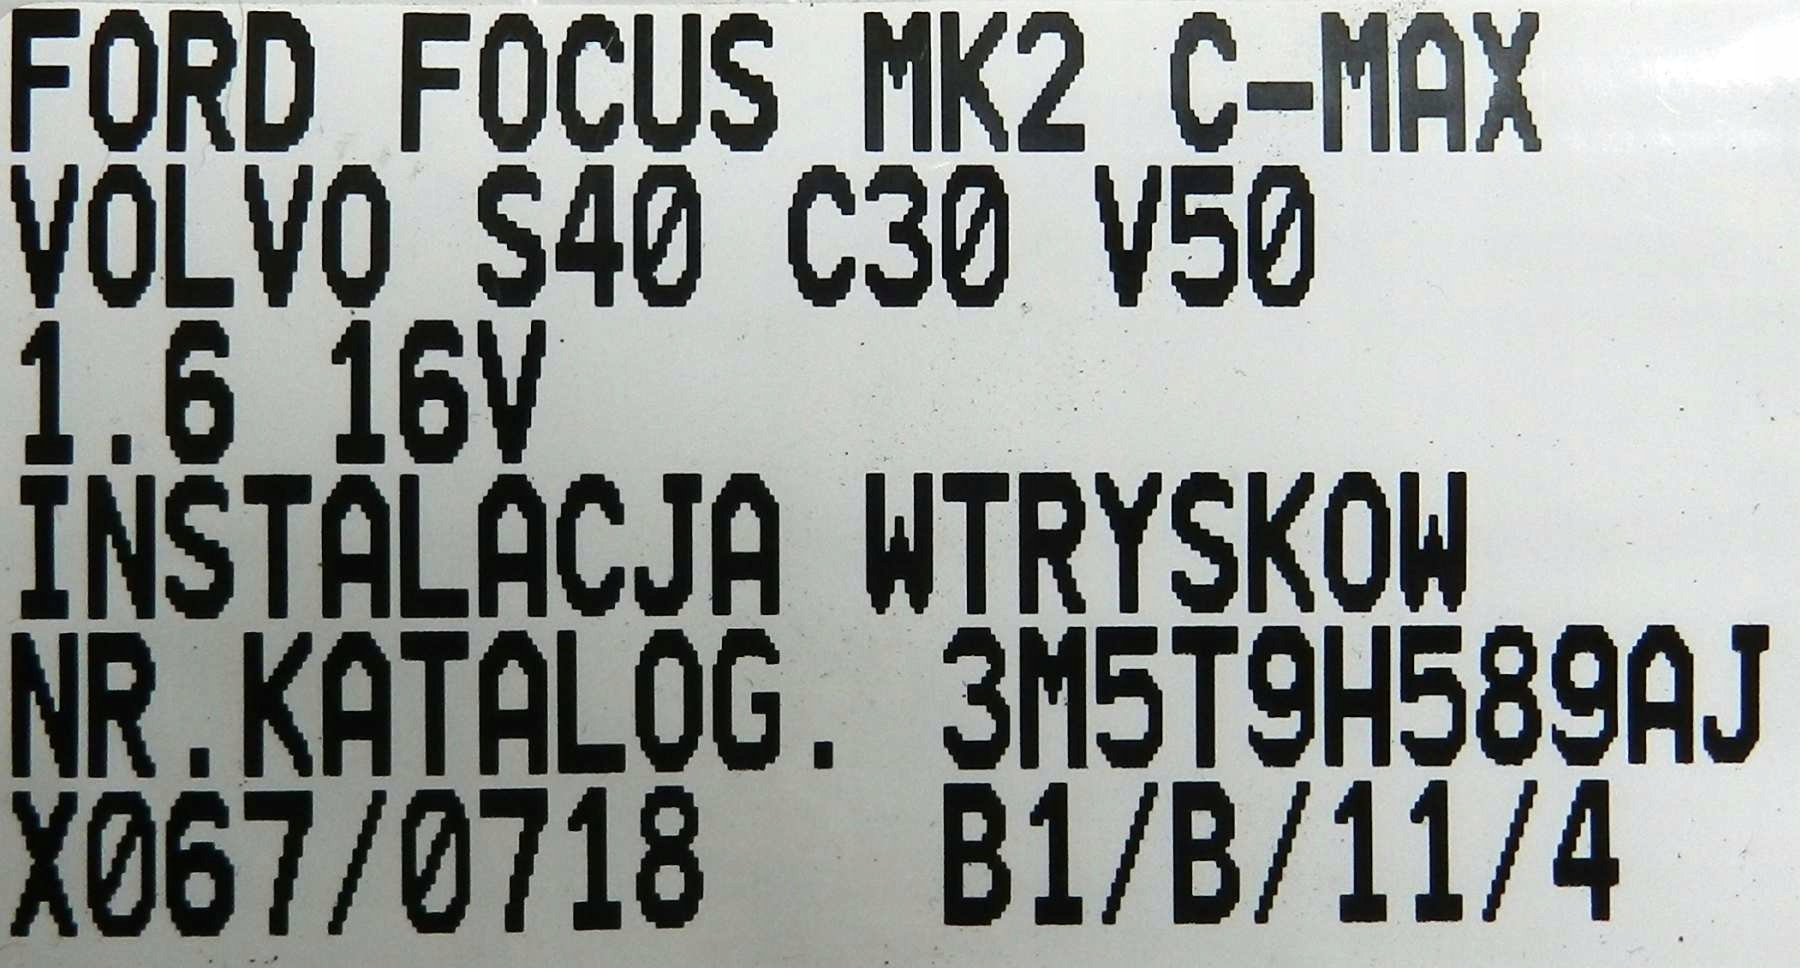 FORD FOCUS MK2 C-MAX
VOLVO S40 C30 V50
1.6 16V
INSTALACJA WTRYSKOW
NR.KATALOG. 3M5T9H589AJ
X067/0718 B1/B/11/4